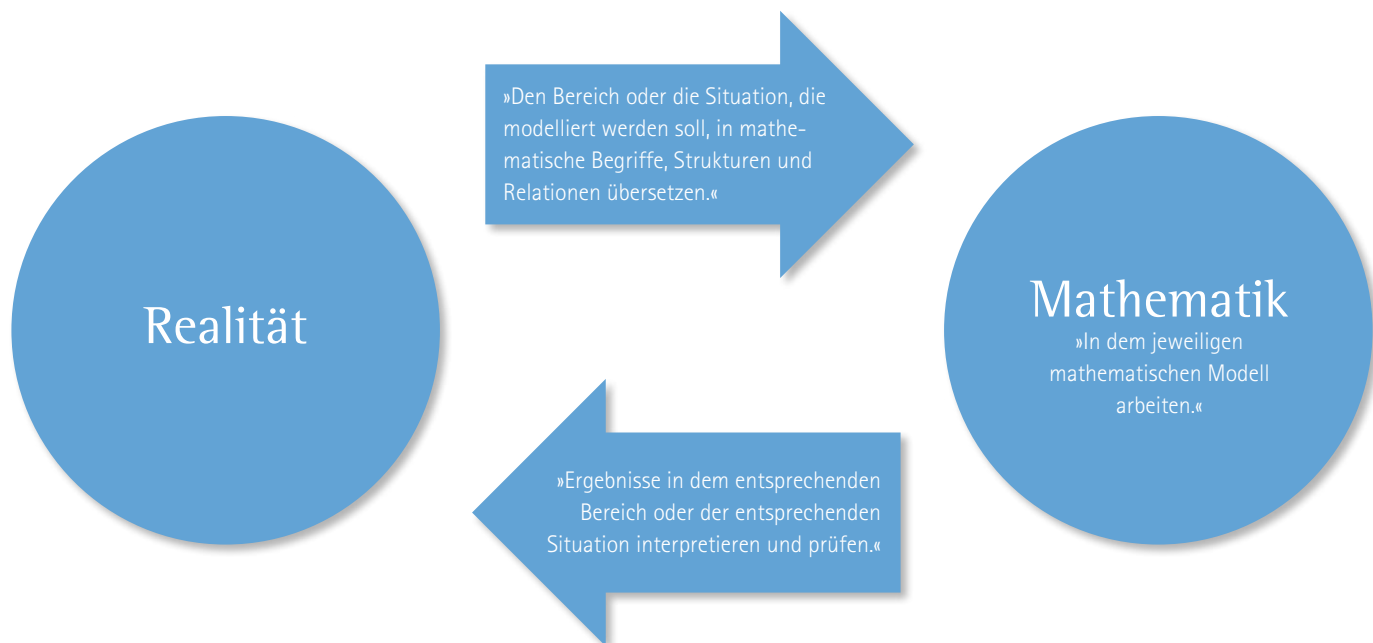 »Den Bereich oder die Situation, die
modelliert werden soll, in mathe-
matische Begriffe, Strukturen und
Relationen übersetzen.«
Realität
Mathematik
»In dem jeweiligen
mathematischen Modell
arbeiten.«
»Ergebnisse in dem entsprechenden
Bereich oder der entsprechenden
Situation interpretieren und prüfen.«